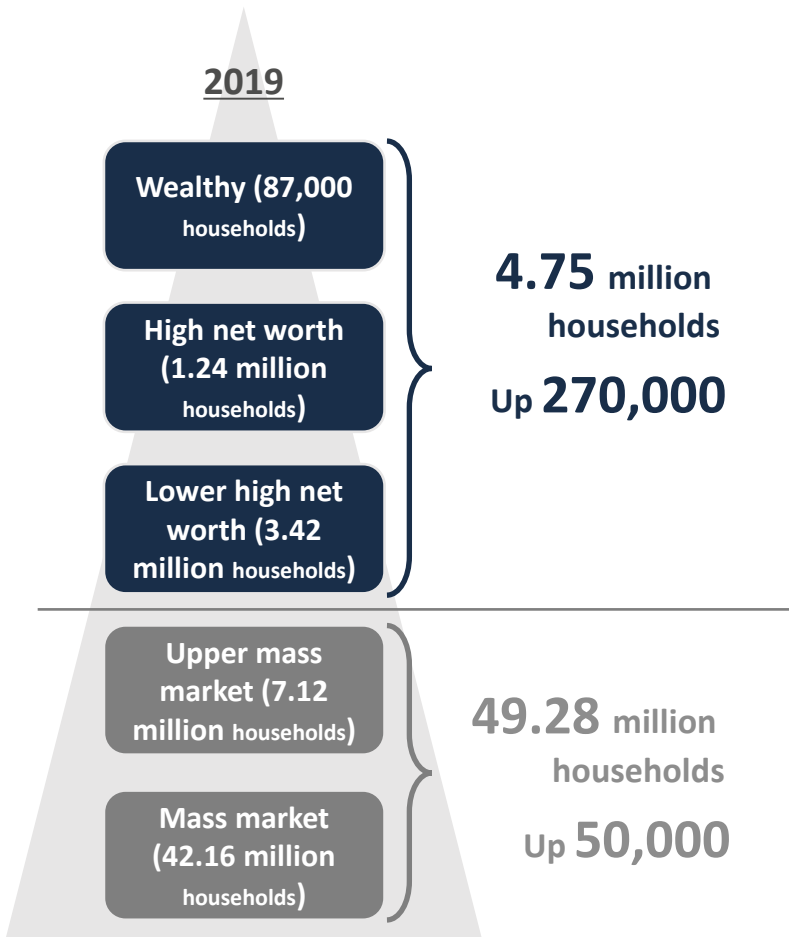 2019
Wealthy (87,000
households)
High net worth
(1.24 million
households)
Lower high net
worth (3.42
million households)
4.75 million
households
Up 270,000
Upper mass
market (7.12
million households)
Mass market
(42.16 million
households)
49.28 million
households
Up 50,000